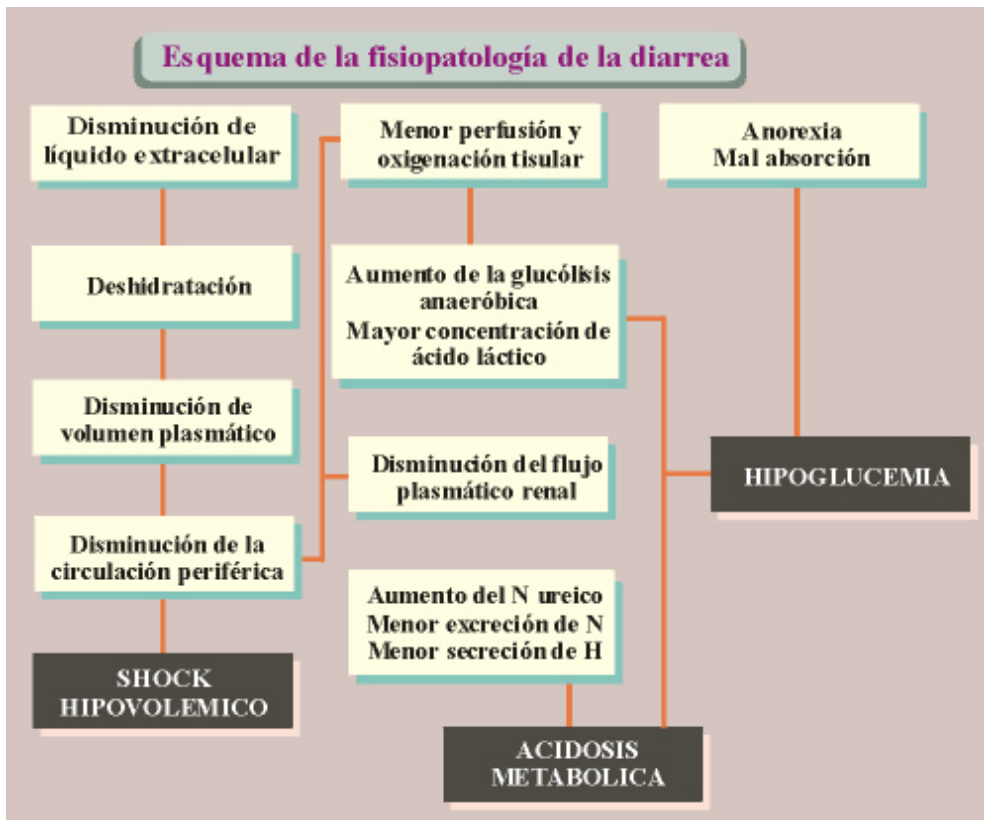 Esquema de la fisiopatología de la diarrea
Disminución de
líquido extracelular
Deshidratación
Disminución de
volumen plasmático
Disminución de la
circulación periférica
SHOCK
HIPOVOLEMICO
Menor perfusión y
oxigenación tisular
Aumento de la glucólisis
anaeróbica
Mayor concentración de
ácido láctico
Disminución del flujo
plasmático renal
Aumento del N ureico
Menor excreción de N
Menor secreción de H
ACIDOSIS
METABOLICA
Anorexia
Mal absorción
HIPOGLUCEMIA